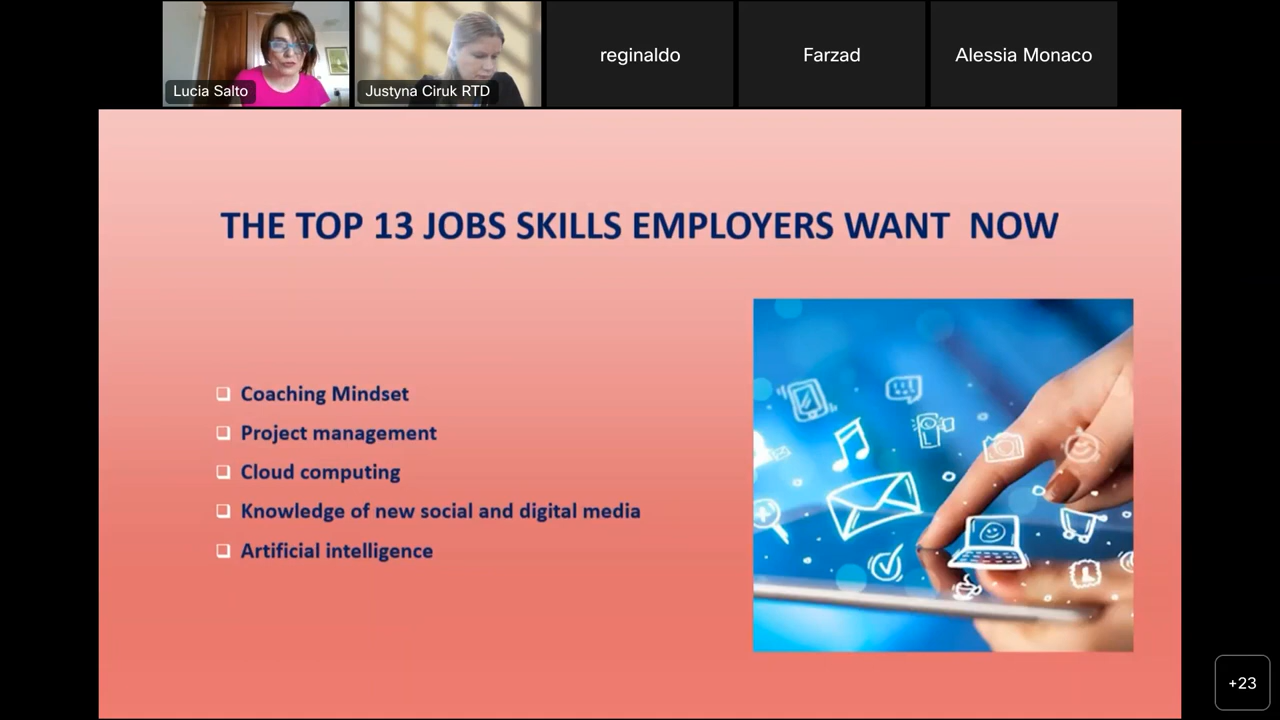 Lucia Salto
Justyna Ciruk RTD
reginaldo
Farzad
Alessia Monaco
THE TOP 13 JOBS SKILLS EMPLOYERS WANT  NOW
Coaching Mindset
Project management
Cloud computing
Knowledge of new social and digital media
Artificial intelligence
+23